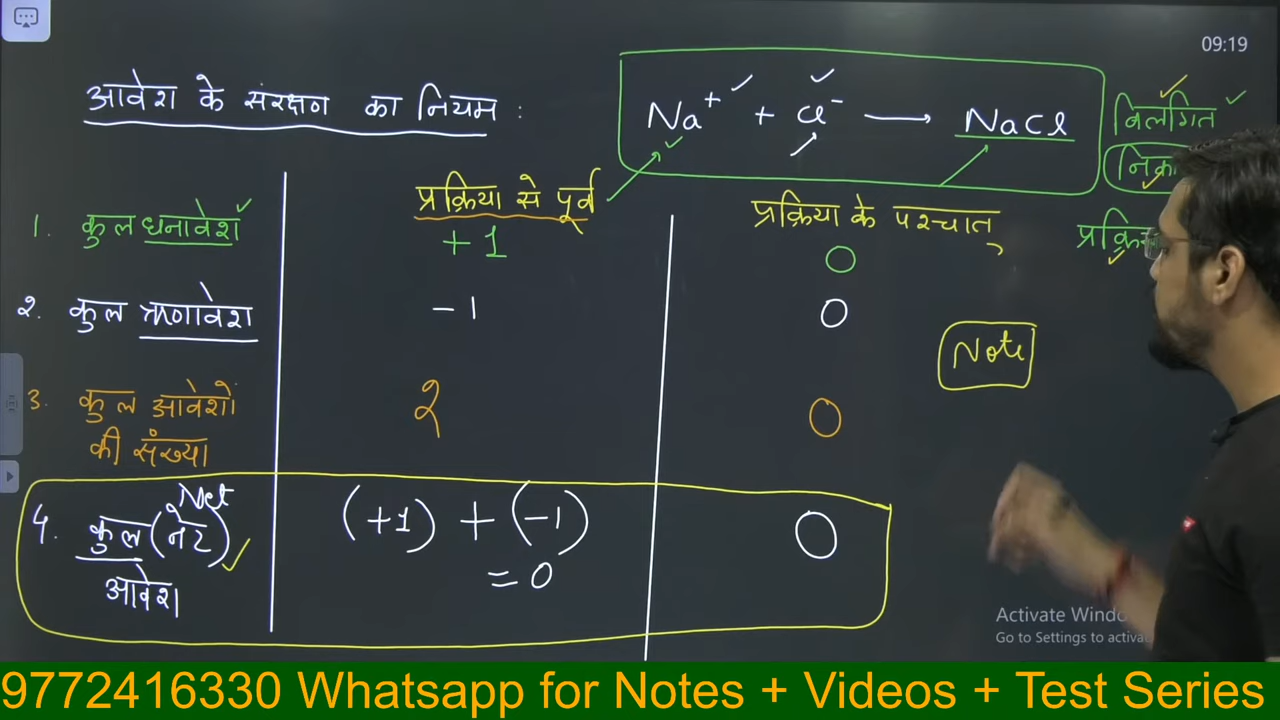 09:19
आवेश के संरक्षण का नियम :
Na⁺ + Cl⁻ → NaCl
विलगित
प्रक्रिया से पूर्व
प्रक्रिया के पश्चात्
1. कुल धनावेश
+1
0
2. कुल ऋणावेश
-1
0
Note
3. कुल आवेशों
की संख्या
2
0
4. कुल (नेट) Net
आवेश
(+1) + (-1)
= 0
0
Activate Windo
Go to Settings to activa
9772416330 Whatsapp for Notes + Videos + Test Series